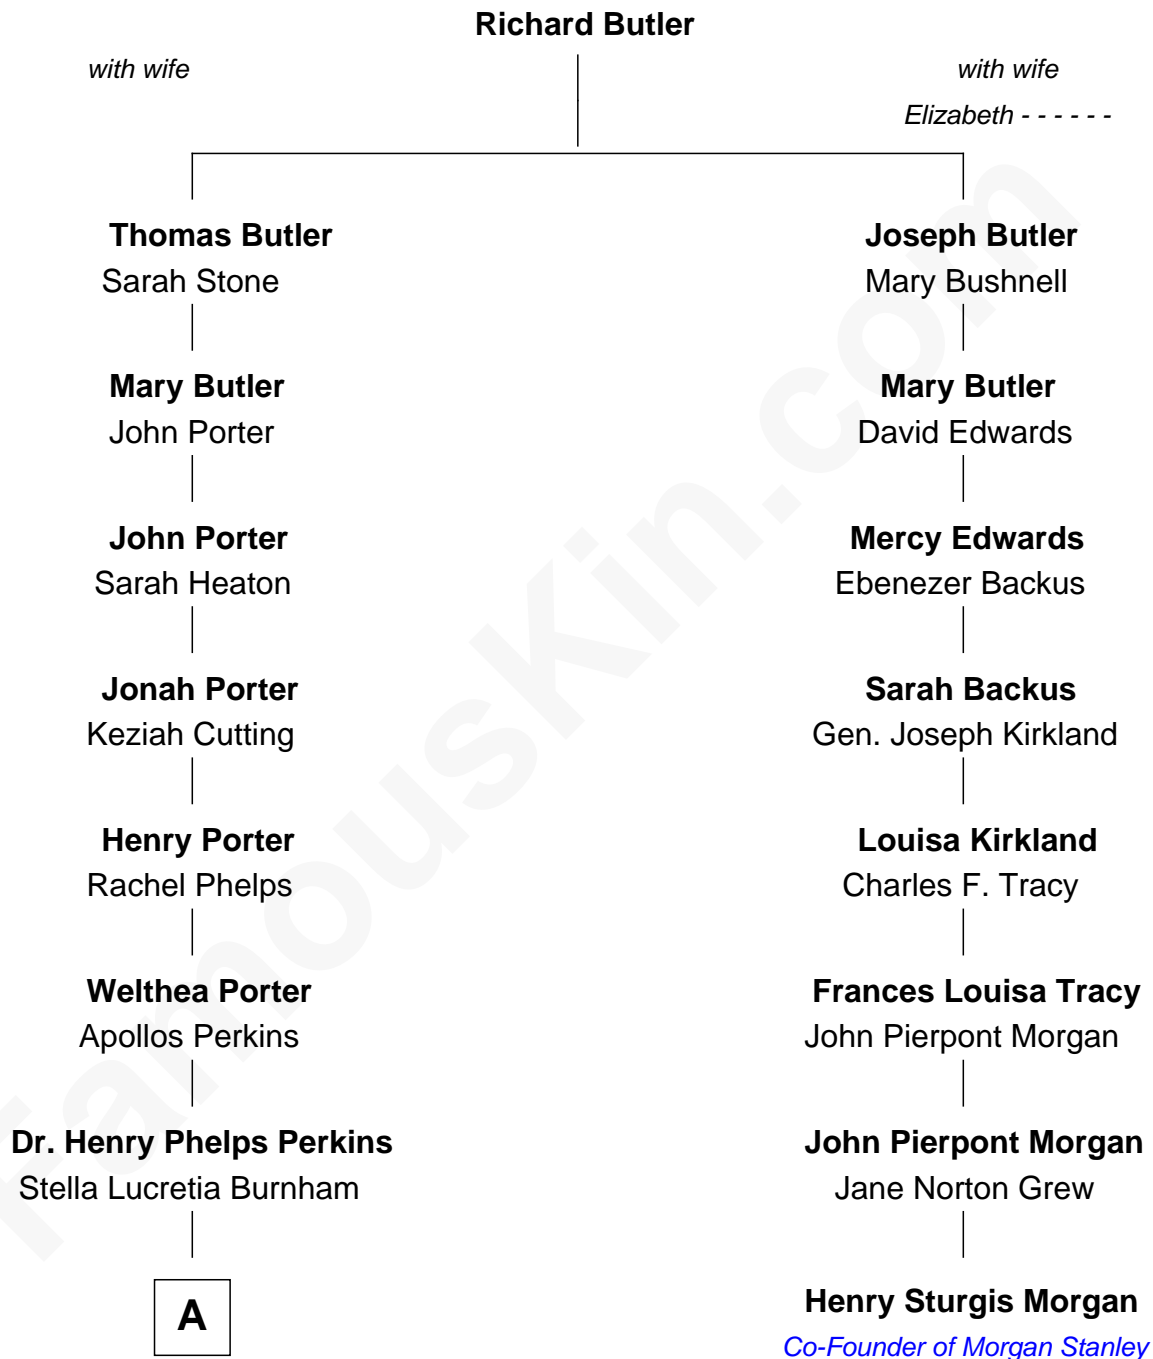 Richard Butler
with wife
with wife
Elizabeth - - - - - -
Thomas Butler
Sarah Stone
Joseph Butler
Mary Bushnell
Mary Butler
John Porter
Mary Butler
David Edwards
John Porter
Sarah Heaton
Mercy Edwards
Ebenezer Backus
Jonah Porter
Keziah Cutting
Sarah Backus
Gen. Joseph Kirkland
Henry Porter
Rachel Phelps
Louisa Kirkland
Charles F. Tracy
Welthea Porter
Apollos Perkins
Frances Louisa Tracy
John Pierpont Morgan
Dr. Henry Phelps Perkins
Stella Lucretia Burnham
John Pierpont Morgan
Jane Norton Grew
A
Henry Sturgis Morgan
Co-Founder of Morgan Stanley
FamousKin.com